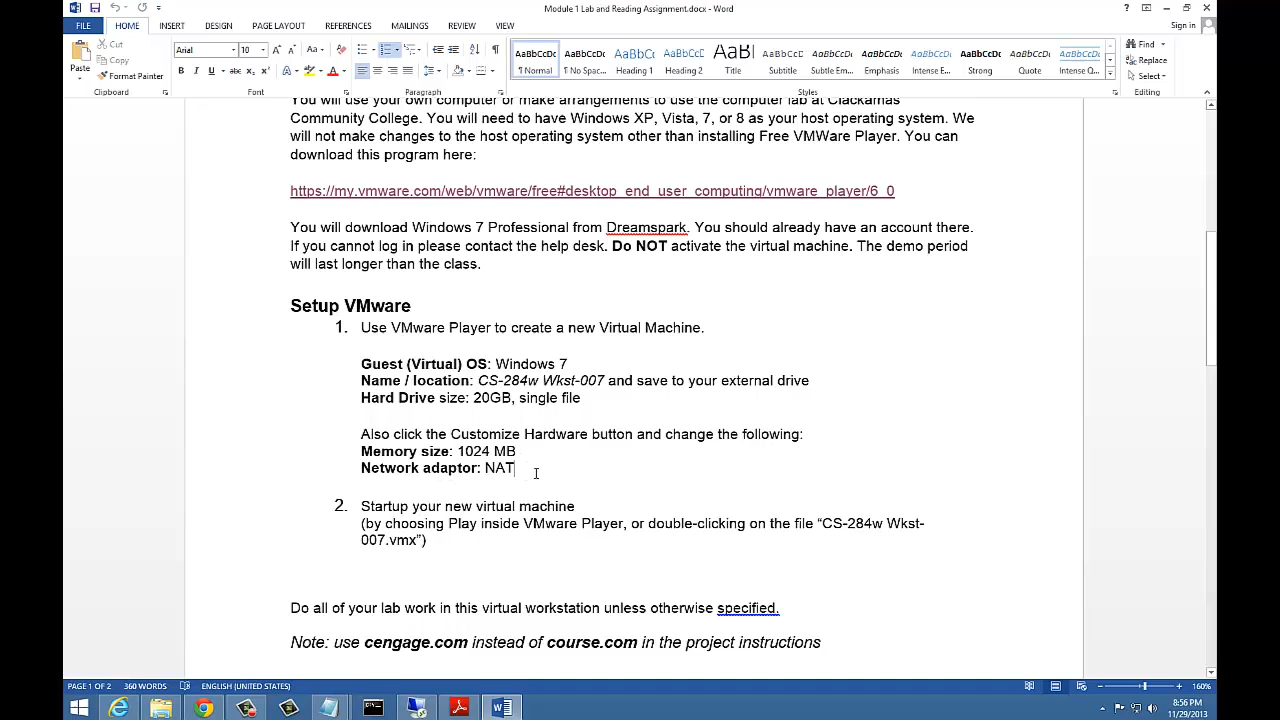 Module 1 Lab and Reading Assignment.docx - Word
Sign in
FILE HOME INSERT DESIGN PAGE LAYOUT REFERENCES MAILINGS REVIEW VIEW
Paste
Cut
Copy
Format Painter
Clipboard
Arial 10
Font
Paragraph
AaBbCcDc AaBbCcDc AaBbCc AaBbCcD AaB AaBbCcD AaBbCcDc AaBbCcDc AaBbCcDc AaBbCcDc AaBbCcDc AaBbCcDc
¶ Normal ¶ No Spac... Heading 1 Heading 2 Title Subtitle Subtle Em... Emphasis Intense E... Strong Quote Intense Q...
Styles
Find
Replace
Select
Editing
You will use your own computer or make arrangements to use the computer lab at Clackamas
Community College. You will need to have Windows XP, Vista, 7, or 8 as your host operating system. We
will not make changes to the host operating system other than installing Free VMWare Player. You can
download this program here:
https://my.vmware.com/web/vmware/free#desktop_end_user_computing/vmware_player/6_0
You will download Windows 7 Professional from Dreamspark. You should already have an account there.
If you cannot log in please contact the help desk. Do NOT activate the virtual machine. The demo period
will last longer than the class.
Setup VMware
1. Use VMware Player to create a new Virtual Machine.
Guest (Virtual) OS: Windows 7
Name / location: CS-284w Wkst-007 and save to your external drive
Hard Drive size: 20GB, single file
Also click the Customize Hardware button and change the following:
Memory size: 1024 MB
Network adaptor: NAT
2. Startup your new virtual machine
(by choosing Play inside VMware Player, or double-clicking on the file “CS-284w Wkst-
007.vmx”)
Do all of your lab work in this virtual workstation unless otherwise specified.
Note: use cengage.com instead of course.com in the project instructions
PAGE 1 OF 2 360 WORDS ENGLISH (UNITED STATES) 160%
8:56 PM
11/29/2013